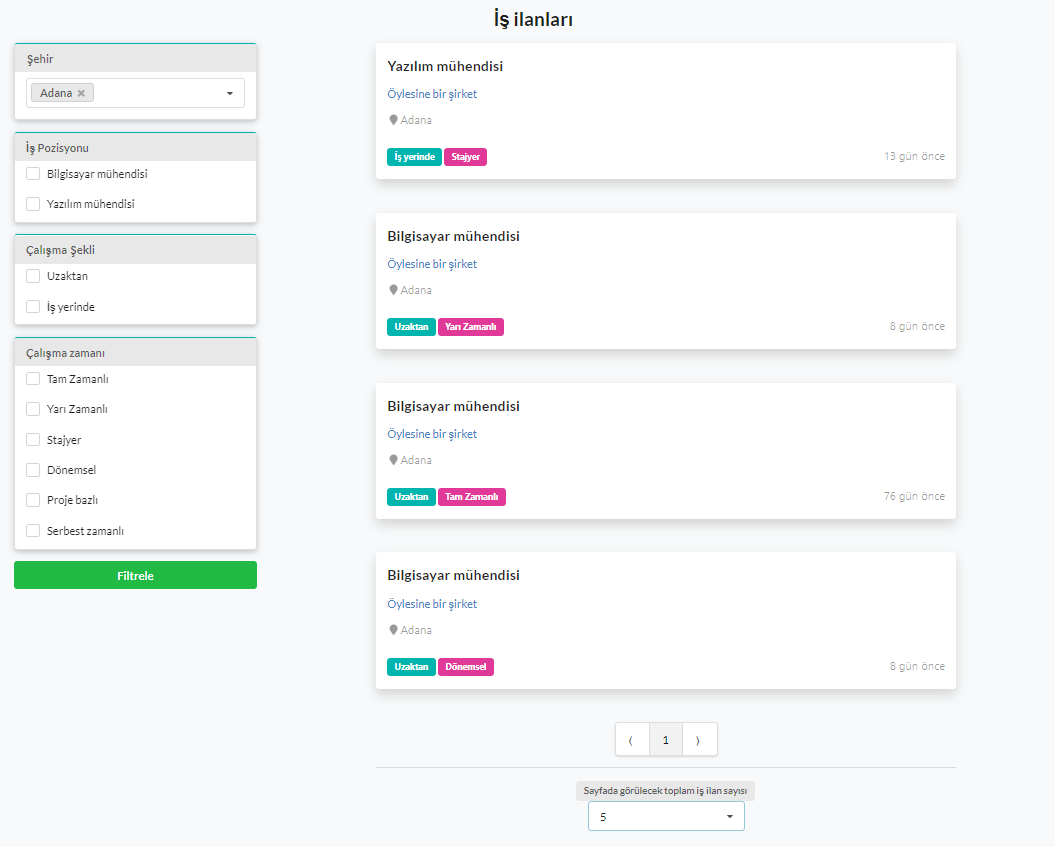 İş ilanları
Şehir
Adana
İş Pozisyonu
Bilgisayar mühendisi
Yazılım mühendisi
Çalışma Şekli
Uzaktan
İş yerinde
Çalışma zamanı
Tam Zamanlı
Yarı Zamanlı
Stajyer
Dönemsel
Proje bazlı
Serbest zamanlı
Filtrele
Yazılım mühendisi
Öylesine bir şirket
Adana
İş yerinde Stajyer 13 gün önce
Bilgisayar mühendisi
Öylesine bir şirket
Adana
Uzaktan Yarı Zamanlı 8 gün önce
Bilgisayar mühendisi
Öylesine bir şirket
Adana
Uzaktan Tam Zamanlı 76 gün önce
Bilgisayar mühendisi
Öylesine bir şirket
Adana
Uzaktan Dönemsel 8 gün önce
⟨ 1 ⟩
Sayfada görülecek toplam iş ilan sayısı
5